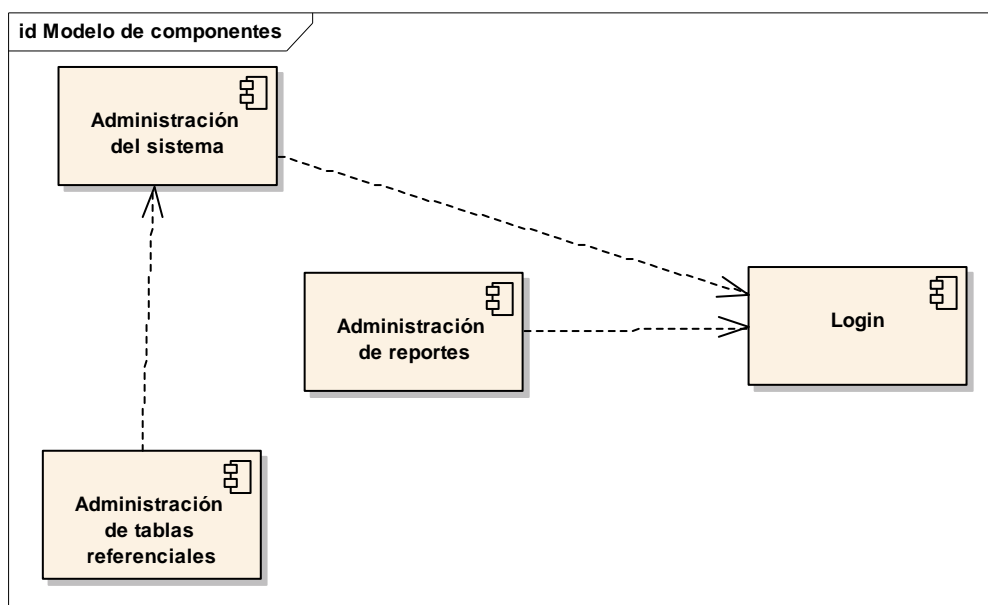 id Modelo de componentes
Administración
del sistema
Administración
de reportes
Login
Administración
de tablas
referenciales